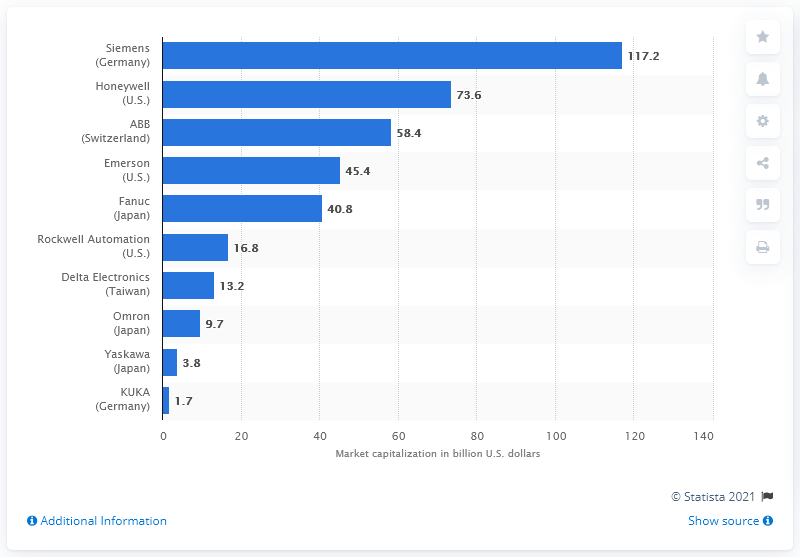 Siemens
(Germany)
117.2
Honeywell
(U.S.)
73.6
ABB
(Switzerland)
58.4
Emerson
(U.S.)
45.4
Fanuc
(Japan)
40.8
Rockwell Automation
(U.S.)
16.8
Delta Electronics
(Taiwan)
13.2
Omron
(Japan)
9.7
Yaskawa
(Japan)
3.8
KUKA
(Germany)
1.7
0 20 40 60 80 100 120 140
Market capitalization in billion U.S. dollars
© Statista 2021
Additional Information
Show source